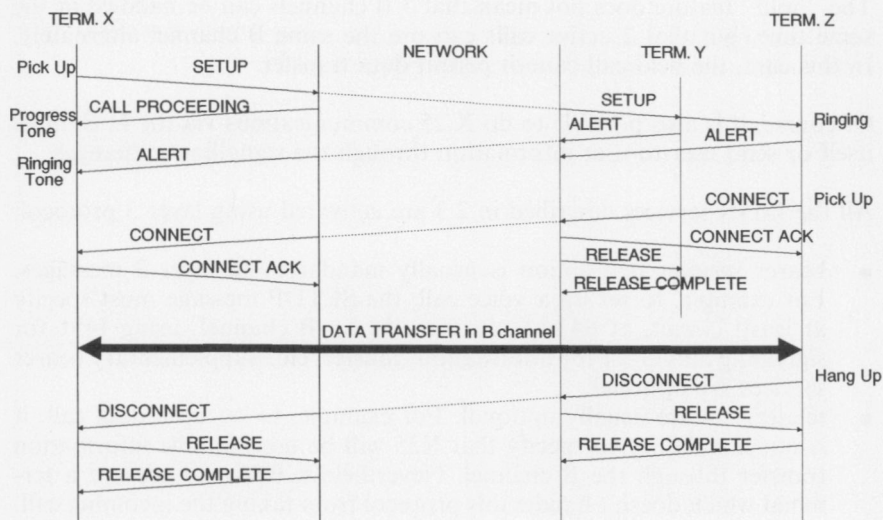 TERM. X
NETWORK
TERM. Y
TERM. Z
Pick Up
SETUP
SETUP
Progress
Tone
CALL PROCEEDING
ALERT
ALERT
Ringing
Ringing
Tone
ALERT
CONNECT
Pick Up
CONNECT
CONNECT ACK
CONNECT ACK
RELEASE
RELEASE COMPLETE
DATA TRANSFER in B channel
DISCONNECT
Hang Up
DISCONNECT
RELEASE
RELEASE
RELEASE COMPLETE
RELEASE COMPLETE